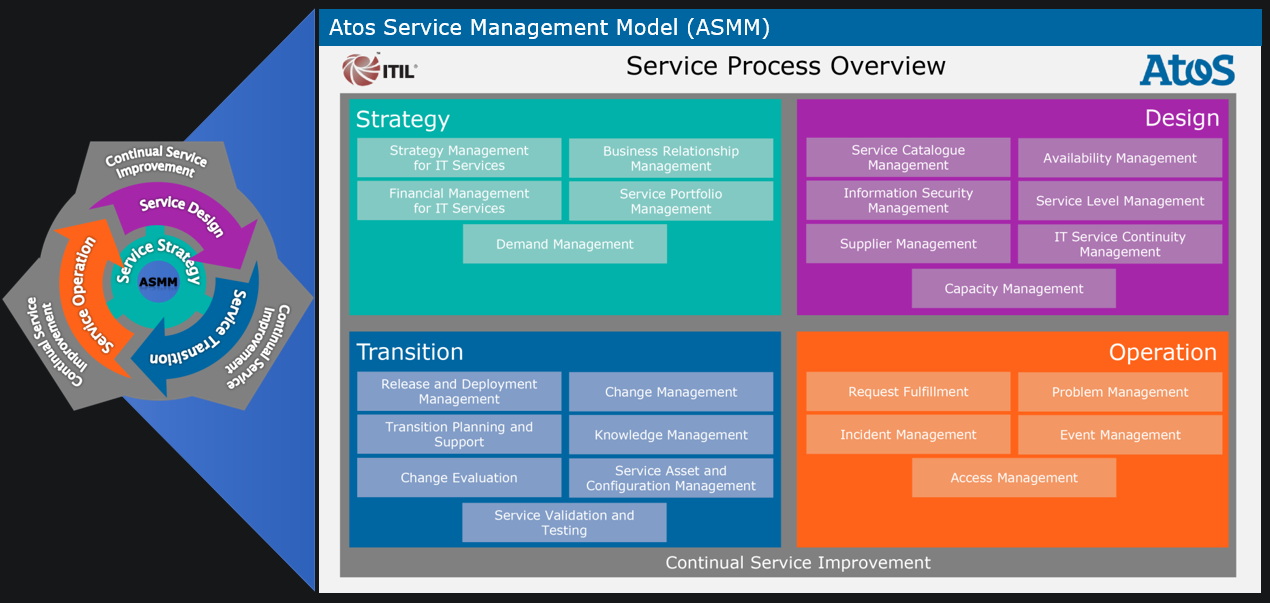 Atos Service Management Model (ASMM)
ITIL®
Service Process Overview
Atos
Continual Service
Improvement
Service Design
Service Strategy
ASMM
Service Operation
Service Transition
Continual Service
Improvement
Continual Service
Improvement
Strategy
Strategy Management
for IT Services
Business Relationship
Management
Financial Management
for IT Services
Service Portfolio
Management
Demand Management
Design
Service Catalogue
Management
Availability Management
Information Security
Management
Service Level Management
Supplier Management
IT Service Continuity
Management
Capacity Management
Transition
Release and Deployment
Management
Change Management
Transition Planning and
Support
Knowledge Management
Change Evaluation
Service Asset and
Configuration Management
Service Validation and
Testing
Operation
Request Fulfillment
Problem Management
Incident Management
Event Management
Access Management
Continual Service Improvement